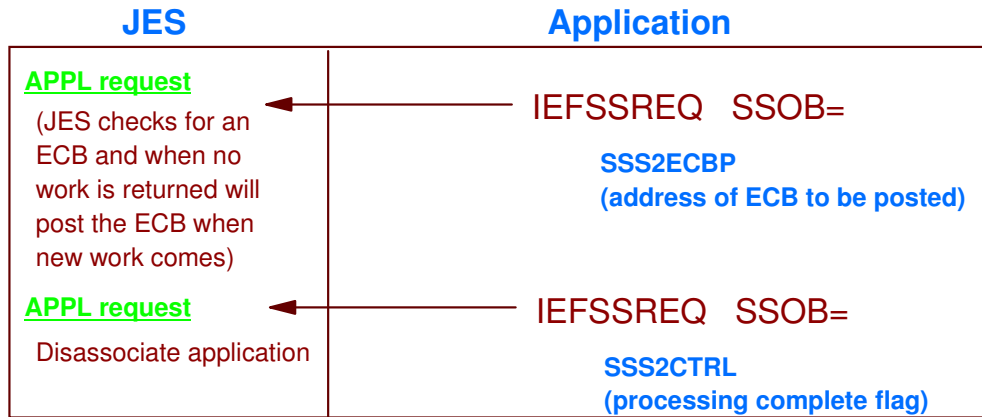 JES
Application
APPL request
(JES checks for an
ECB and when no
work is returned will
post the ECB when
new work comes)
IEFSSREQ SSOB=
SSS2ECBP
(address of ECB to be posted)
APPL request
Disassociate application
IEFSSREQ SSOB=
SSS2CTRL
(processing complete flag)